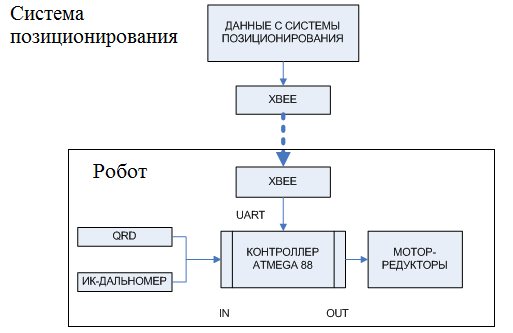 Система
позиционирования
ДАННЫЕ С СИСТЕМЫ
ПОЗИЦИОНИРОВАНИЯ
XBEE
Робот
XBEE
UART
QRD
ИК-ДАЛЬНОМЕР
КОНТРОЛЛЕР
ATMEGA 88
МОТОР-
РЕДУКТОРЫ
IN
OUT